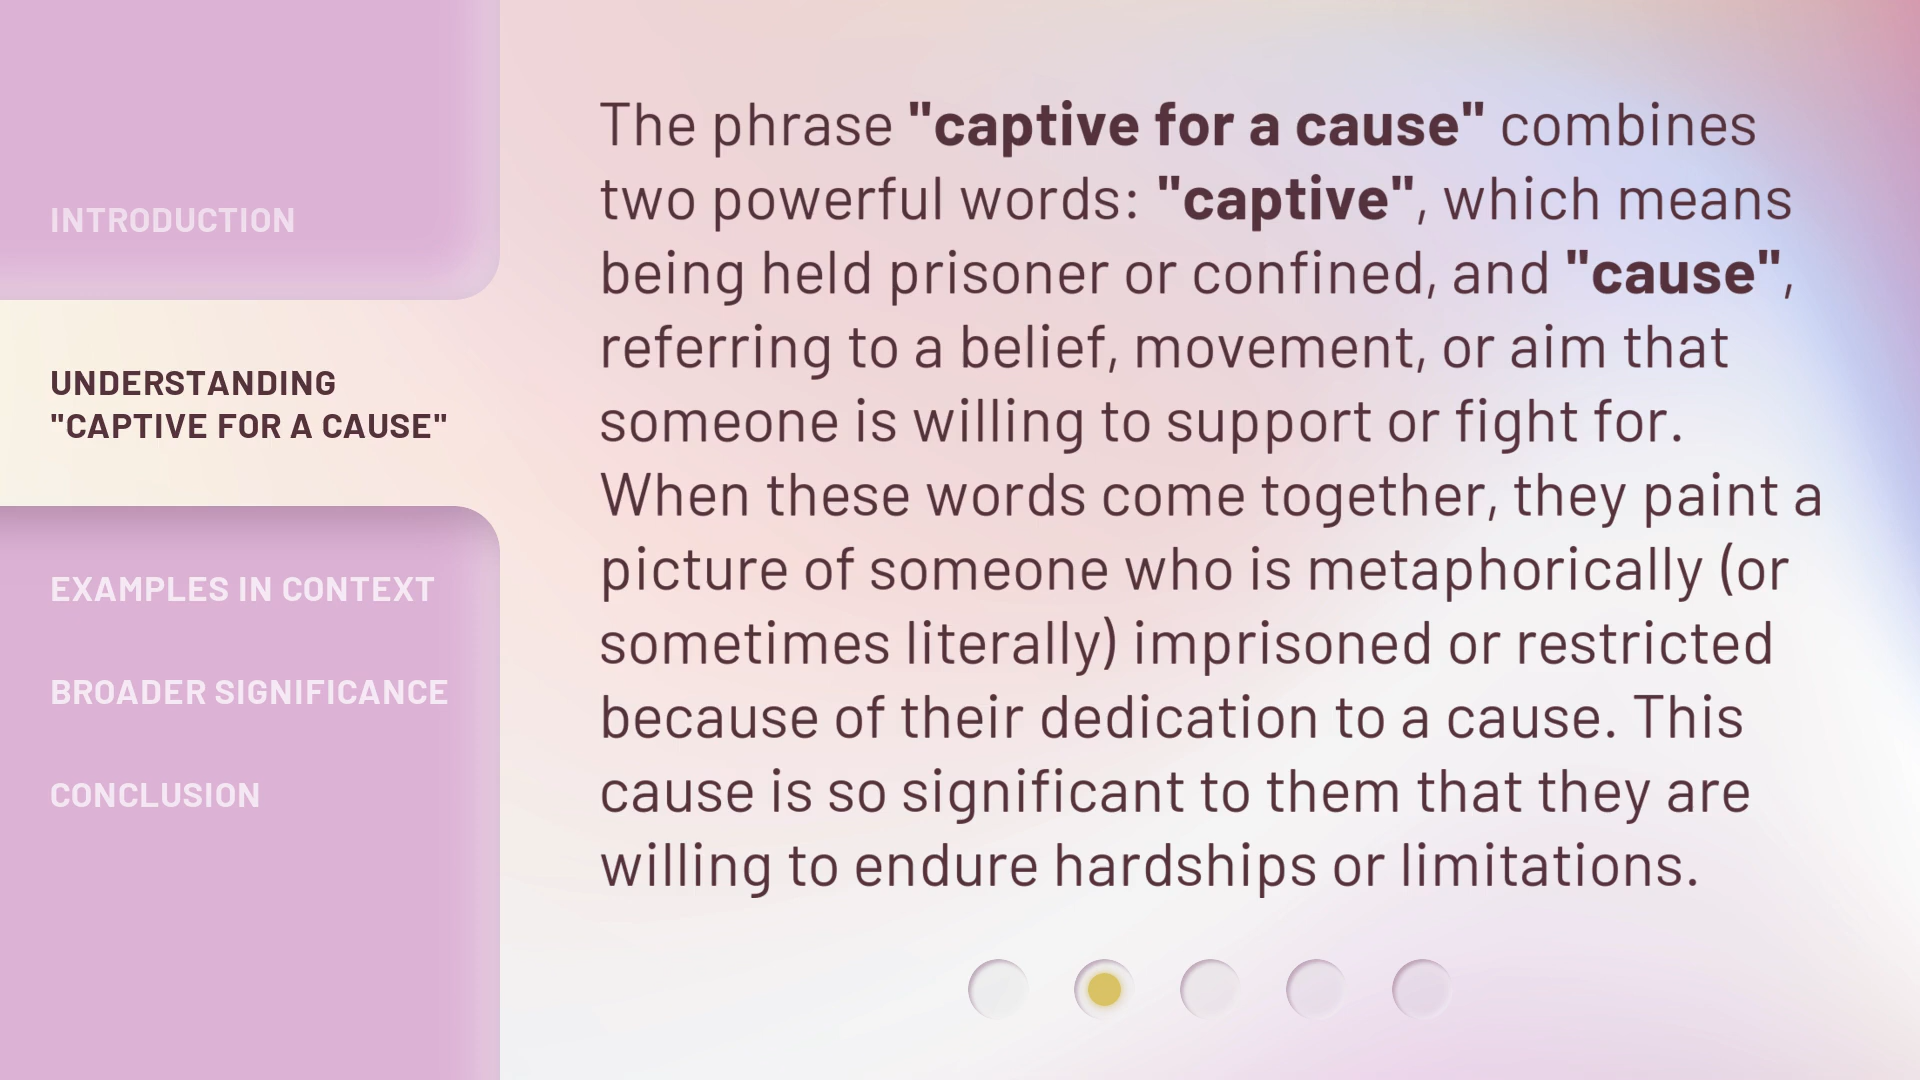 INTRODUCTION
UNDERSTANDING
"CAPTIVE FOR A CAUSE"
EXAMPLES IN CONTEXT
BROADER SIGNIFICANCE
CONCLUSION
The phrase "captive for a cause" combines
two powerful words: "captive", which means
being held prisoner or confined, and "cause",
referring to a belief, movement, or aim that
someone is willing to support or fight for.
When these words come together, they paint a
picture of someone who is metaphorically (or
sometimes literally) imprisoned or restricted
because of their dedication to a cause. This
cause is so significant to them that they are
willing to endure hardships or limitations.